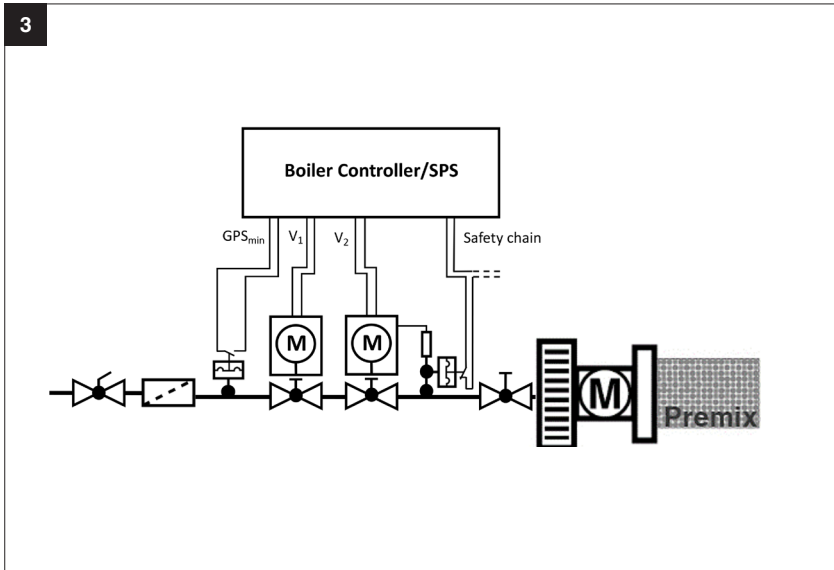 3
Boiler Controller/SPS
GPSmin
V1
V2
Safety chain
M
M
M
Premix